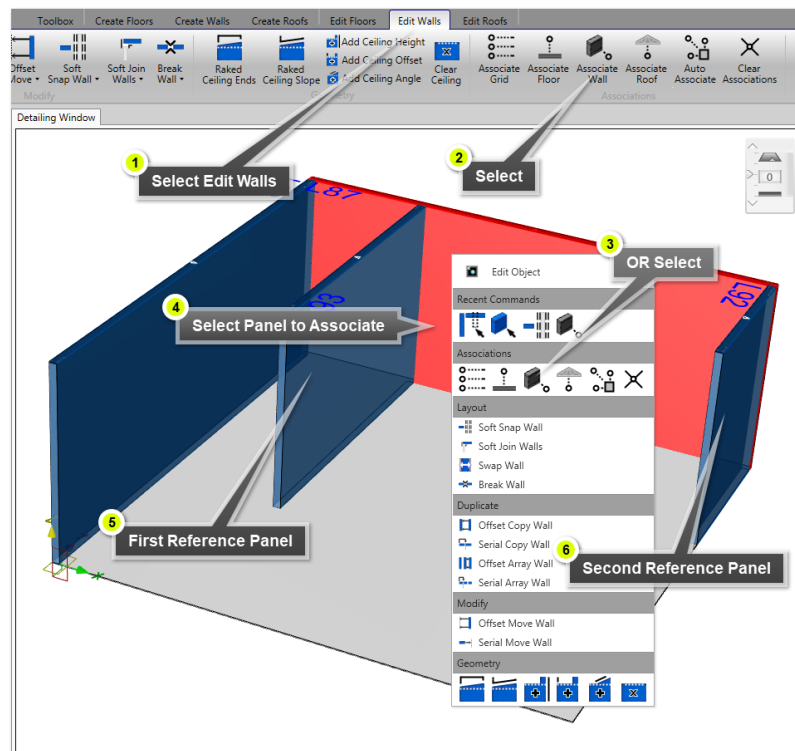 Toolbox Create Floors Create Walls Create Roofs Edit Floors Edit Walls Edit Roofs
Offset Move
Soft Snap Wall
Soft Join Walls
Break Wall
Raked Ceiling Ends
Raked Ceiling Slope
Add Ceiling Height
Add Ceiling Offset
Add Ceiling Angle
Clear Ceiling
Associate Grid
Associate Floor
Associate Wall
Associate Roof
Auto Associate
Clear Associations
Modify
Associations
Detailing Window
1
Select Edit Walls
2
Select
0
L87
93
L92
3
OR Select
4
Select Panel to Associate
5
First Reference Panel
6
Second Reference Panel
Edit Object
Recent Commands
Associations
Layout
Soft Snap Wall
Soft Join Walls
Swap Wall
Break Wall
Duplicate
Offset Copy Wall
Serial Copy Wall
Offset Array Wall
Serial Array Wall
Modify
Offset Move Wall
Serial Move Wall
Geometry